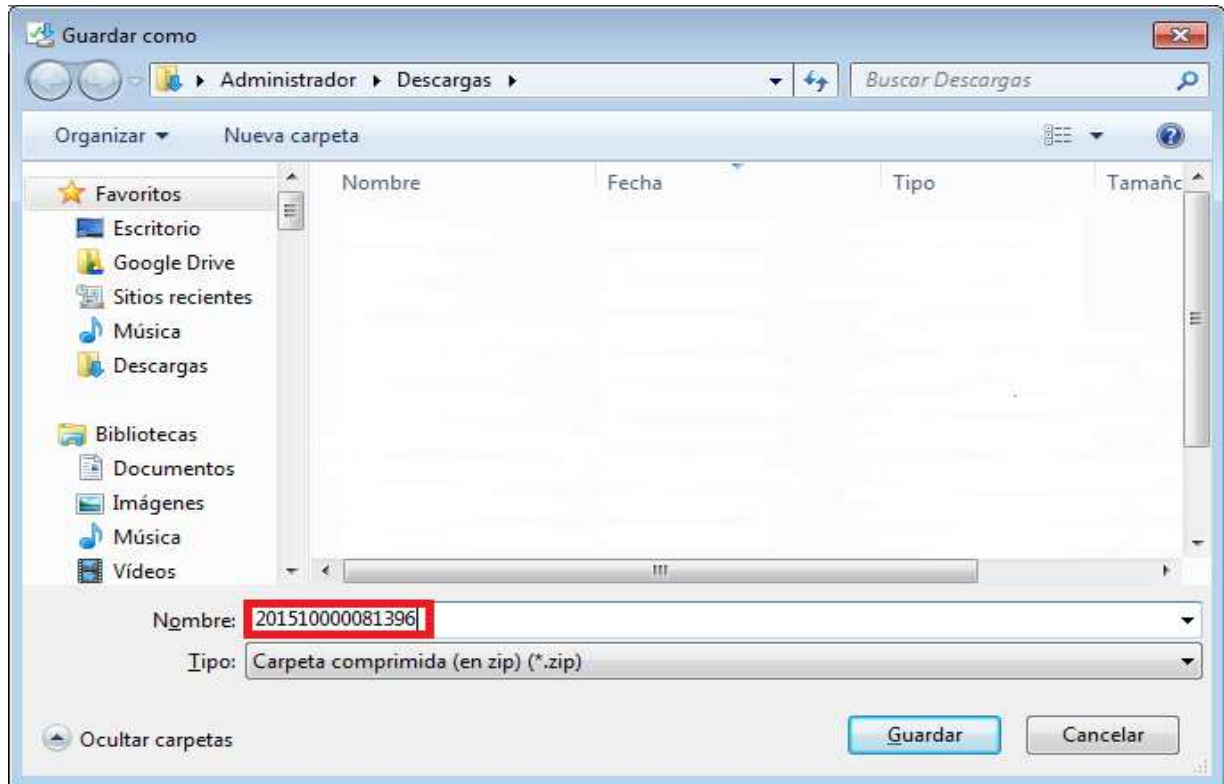 Guardar como
Administrador Descargas
Buscar Descargas
Organizar Nueva carpeta
Nombre Fecha Tipo Tamañc
Favoritos
Escritorio
Google Drive
Sitios recientes
Música
Descargas
Bibliotecas
Documentos
Imágenes
Música
Vídeos
Nombre: 201510000081396
Tipo: Carpeta comprimida (en zip) (*.zip)
Ocultar carpetas Guardar Cancelar